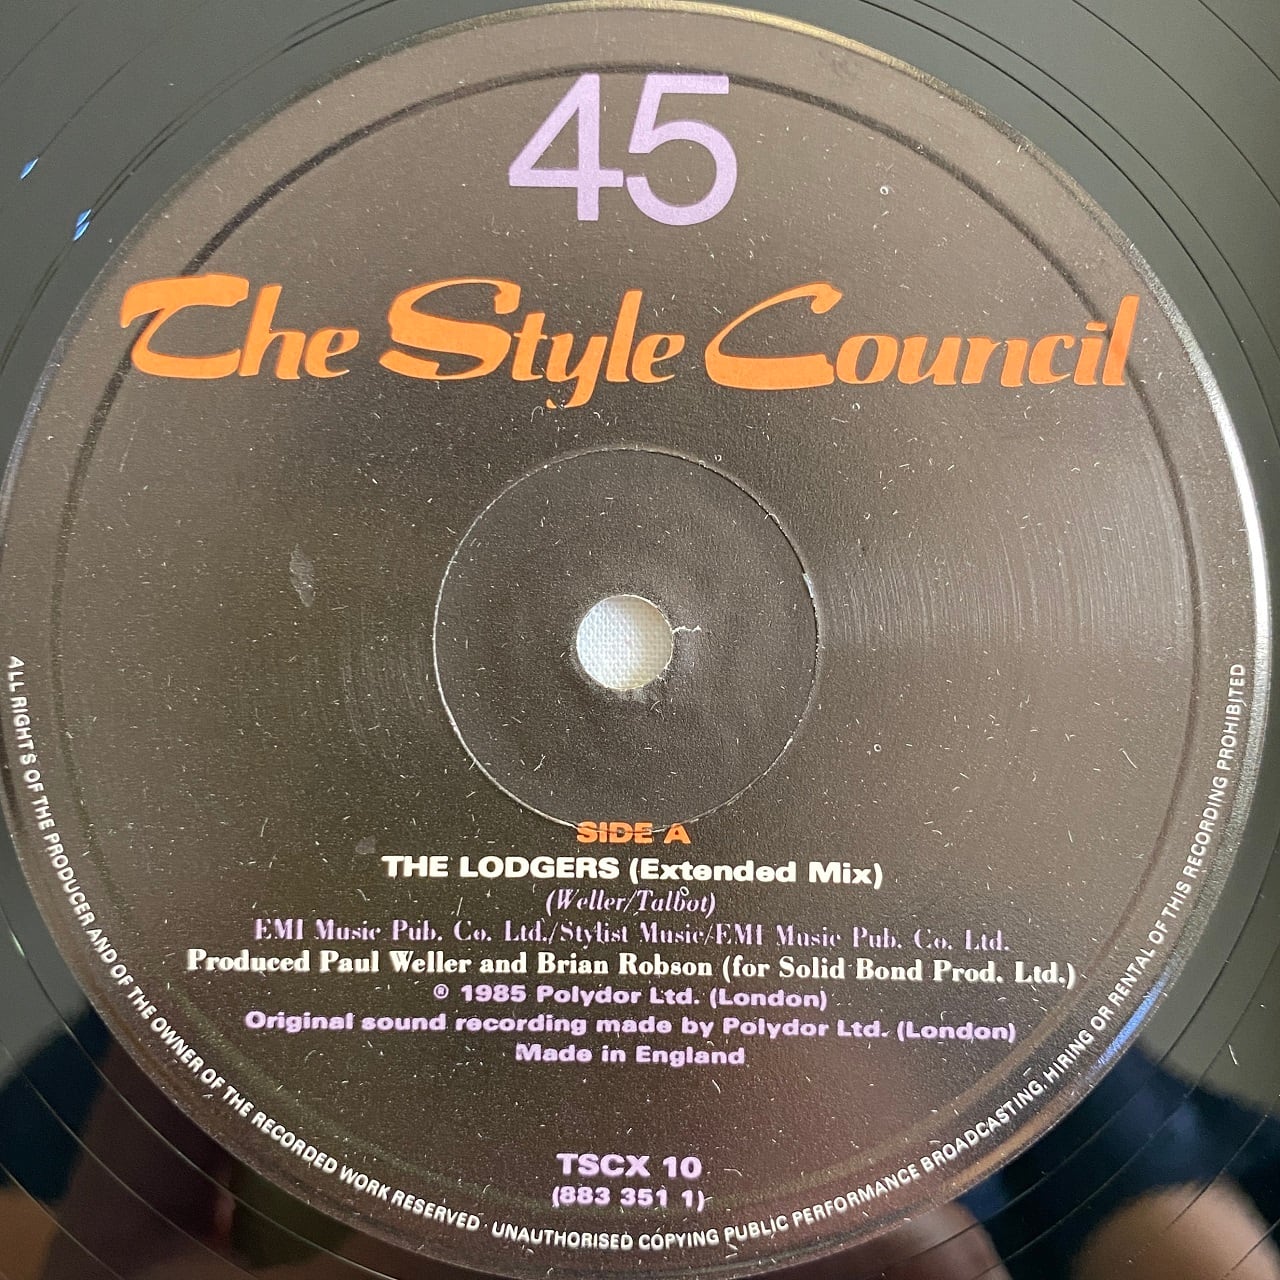 45
The Style Council
SIDE A
THE LODGERS (Extended Mix)
(Weller/Talbot)
EMI Music Pub. Co. Ltd./Stylist Music/EMI Music Pub. Co. Ltd.
Produced Paul Weller and Brian Robson (for Solid Bond Prod. Ltd.)
℗ 1985 Polydor Ltd. (London)
Original sound recording made by Polydor Ltd. (London)
Made in England
TSCX 10
(883 351 1)
ALL RIGHTS OF THE PRODUCER AND OF THE OWNER OF THE RECORDED WORK RESERVED · UNAUTHORISED COPYING PUBLIC PERFORMANCE BROADCASTING, HIRING OR RENTAL OF THIS RECORDING PROHIBITED